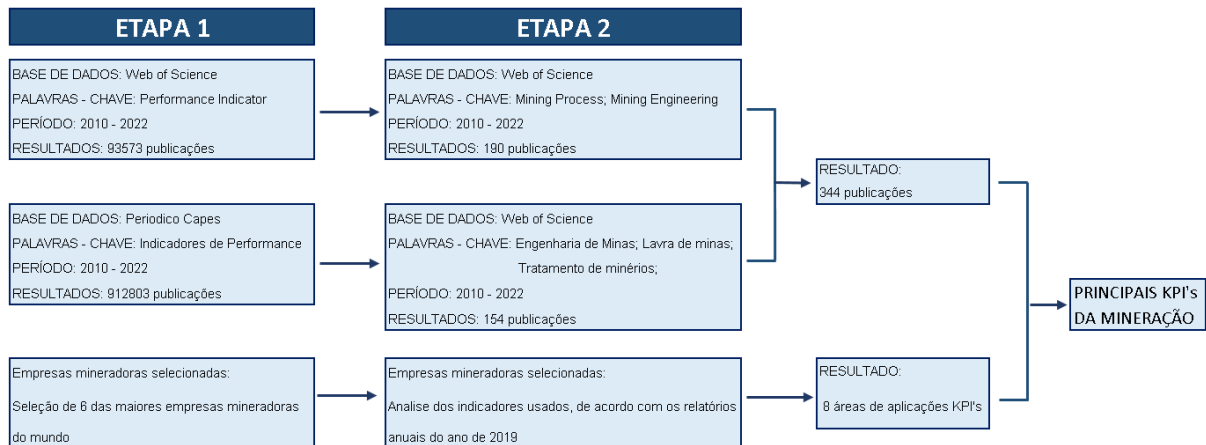 ETAPA 1
ETAPA 2
BASE DE DADOS: Web of Science
PALAVRAS - CHAVE: Performance Indicator
PERÍODO: 2010 - 2022
RESULTADOS: 93573 publicações
BASE DE DADOS: Web of Science
PALAVRAS - CHAVE: Mining Process; Mining Engineering
PERÍODO: 2010 - 2022
RESULTADOS: 190 publicações
RESULTADO:
344 publicações
BASE DE DADOS: Periodico Capes
PALAVRAS - CHAVE: Indicadores de Performance
PERÍODO: 2010 - 2022
RESULTADOS: 912803 publicações
BASE DE DADOS: Web of Science
PALAVRAS - CHAVE: Engenharia de Minas; Lavra de minas;
Tratamento de minérios;
PERÍODO: 2010 - 2022
RESULTADOS: 154 publicações
PRINCIPAIS KPI's
DA MINERAÇÃO
Empresas mineradoras selecionadas:
Seleção de 6 das maiores empresas mineradoras
do mundo
Empresas mineradoras selecionadas:
Analise dos indicadores usados, de acordo com os relatórios
anuais do ano de 2019
RESULTADO:
8 áreas de aplicações KPI's